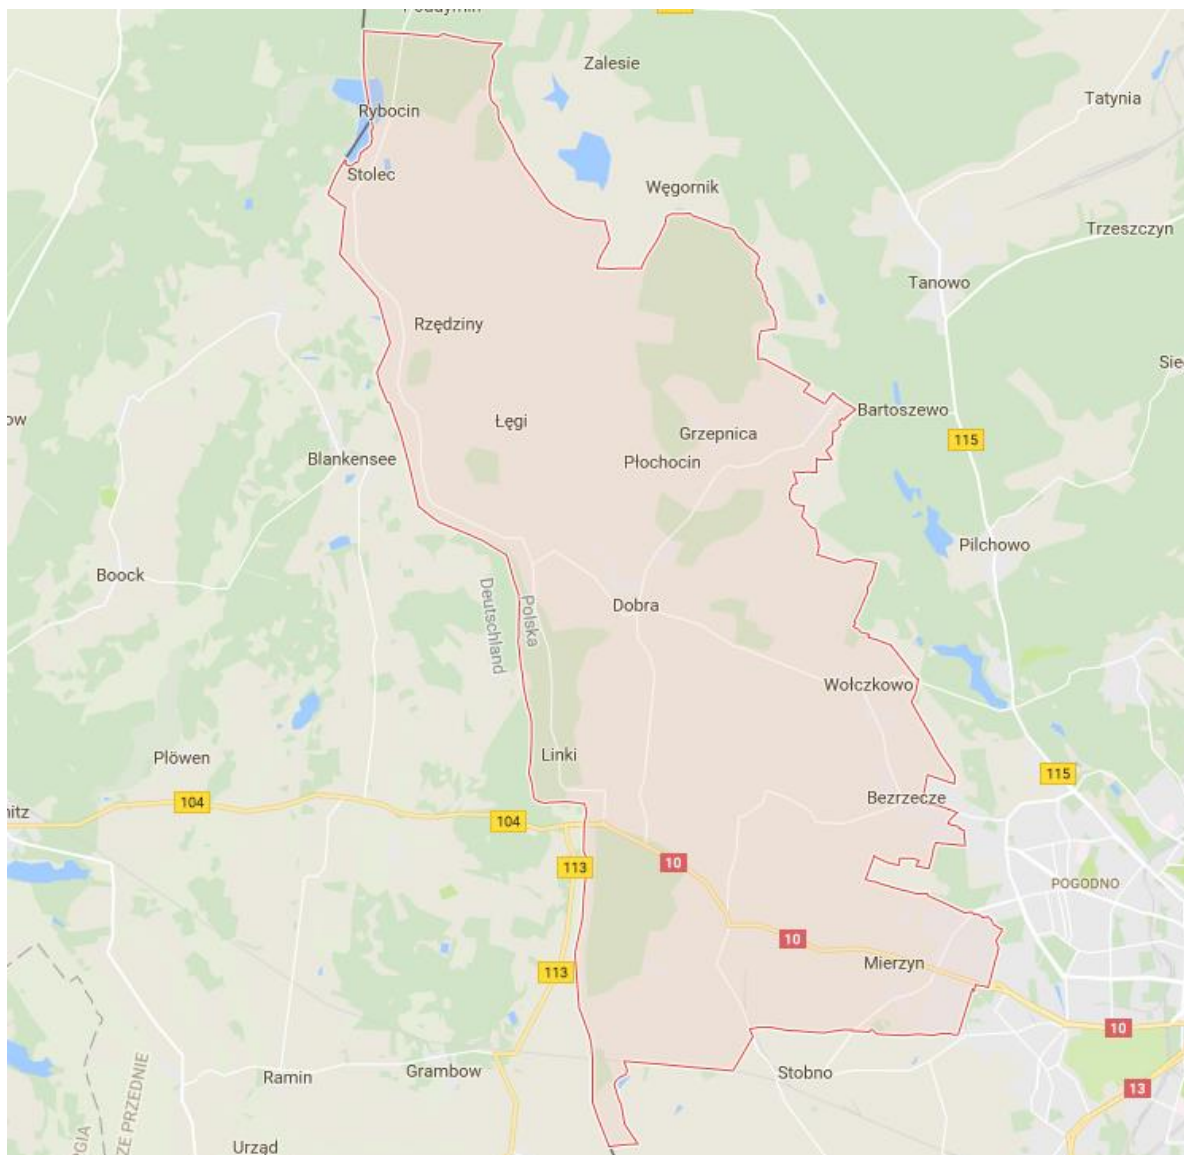 Zalesie
Tatynia
Rybocin
Stolec
Węgornik
Trzeszczyn
Tanowo
Rzędziny
Bartoszewo
Łęgi
Grzepnica
115
Blankensee
Płochocin
Pilchowo
Boock
Deutschland
Polska
Dobra
Wołczkowo
Linki
Plöwen
115
104
Bezrzecze
104
10
113
POGODNO
10
Mierzyn
113
10
Stobno
Grambow
Ramin
13
ZE PRZEDNIE
Urząd